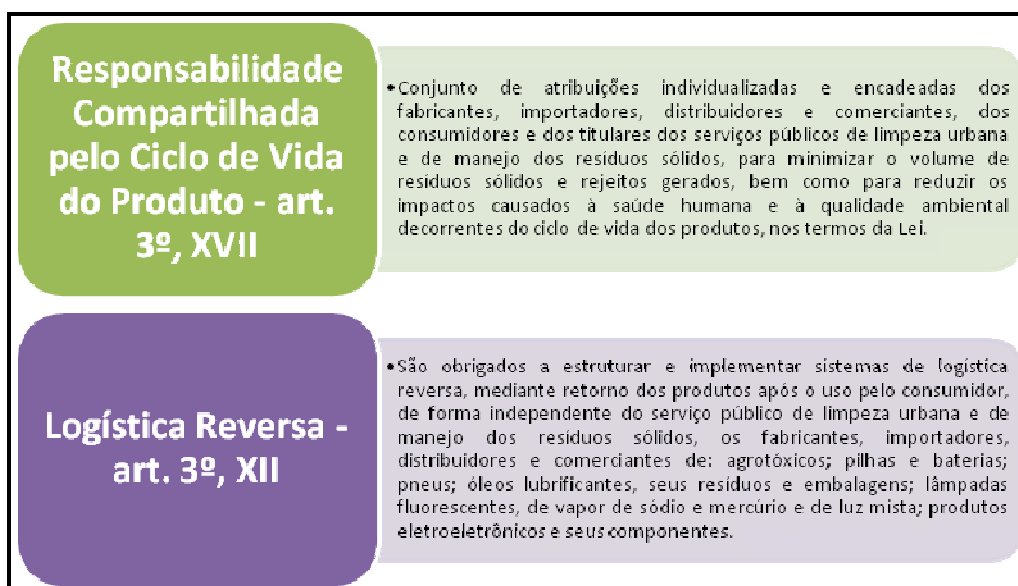 Responsabilidade
Compartilhada
pelo Ciclo de Vida
do Produto - art.
3º, XVII
•Conjunto de atribuições individualizadas e encadeadas dos
fabricantes, importadores, distribuidores e comerciantes, dos
consumidores e dos titulares dos serviços públicos de limpeza urbana
e de manejo dos resíduos sólidos, para minimizar o volume de
resíduos sólidos e rejeitos gerados, bem como para reduzir os
impactos causados à saúde humana e à qualidade ambiental
decorrentes do ciclo de vida dos produtos, nos termos da Lei.
Logística Reversa -
art. 3º, XII
•São obrigados a estruturar e implementar sistemas de logística
reversa, mediante retorno dos produtos após o uso pelo consumidor,
de forma independente do serviço público de limpeza urbana e de
manejo dos resíduos sólidos, os fabricantes, importadores,
distribuidores e comerciantes de: agrotóxicos; pilhas e baterias;
pneus; óleos lubrificantes, seus resíduos e embalagens; lâmpadas
fluorescentes, de vapor de sódio e mercúrio e de luz mista; produtos
eletroeletrônicos e seus componentes.